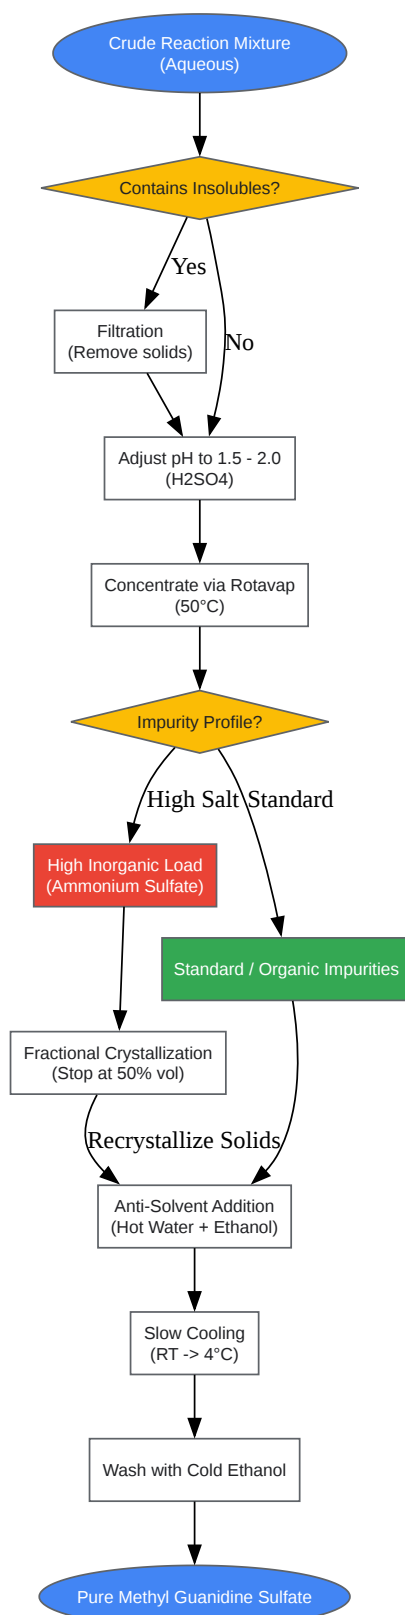 Crude Reaction Mixture
(Aqueous)
Contains Insolubles?
Yes
Filtration
(Remove solids)
No
Adjust pH to 1.5 - 2.0
(H2SO4)
Concentrate via Rotavap
(50°C)
Impurity Profile?
High Salt
Standard
High Inorganic Load
(Ammonium Sulfate)
Standard / Organic Impurities
Fractional Crystallization
(Stop at 50% vol)
Recrystallize Solids
Anti-Solvent Addition
(Hot Water + Ethanol)
Slow Cooling
(RT -> 4°C)
Wash with Cold Ethanol
Pure Methyl Guanidine Sulfate